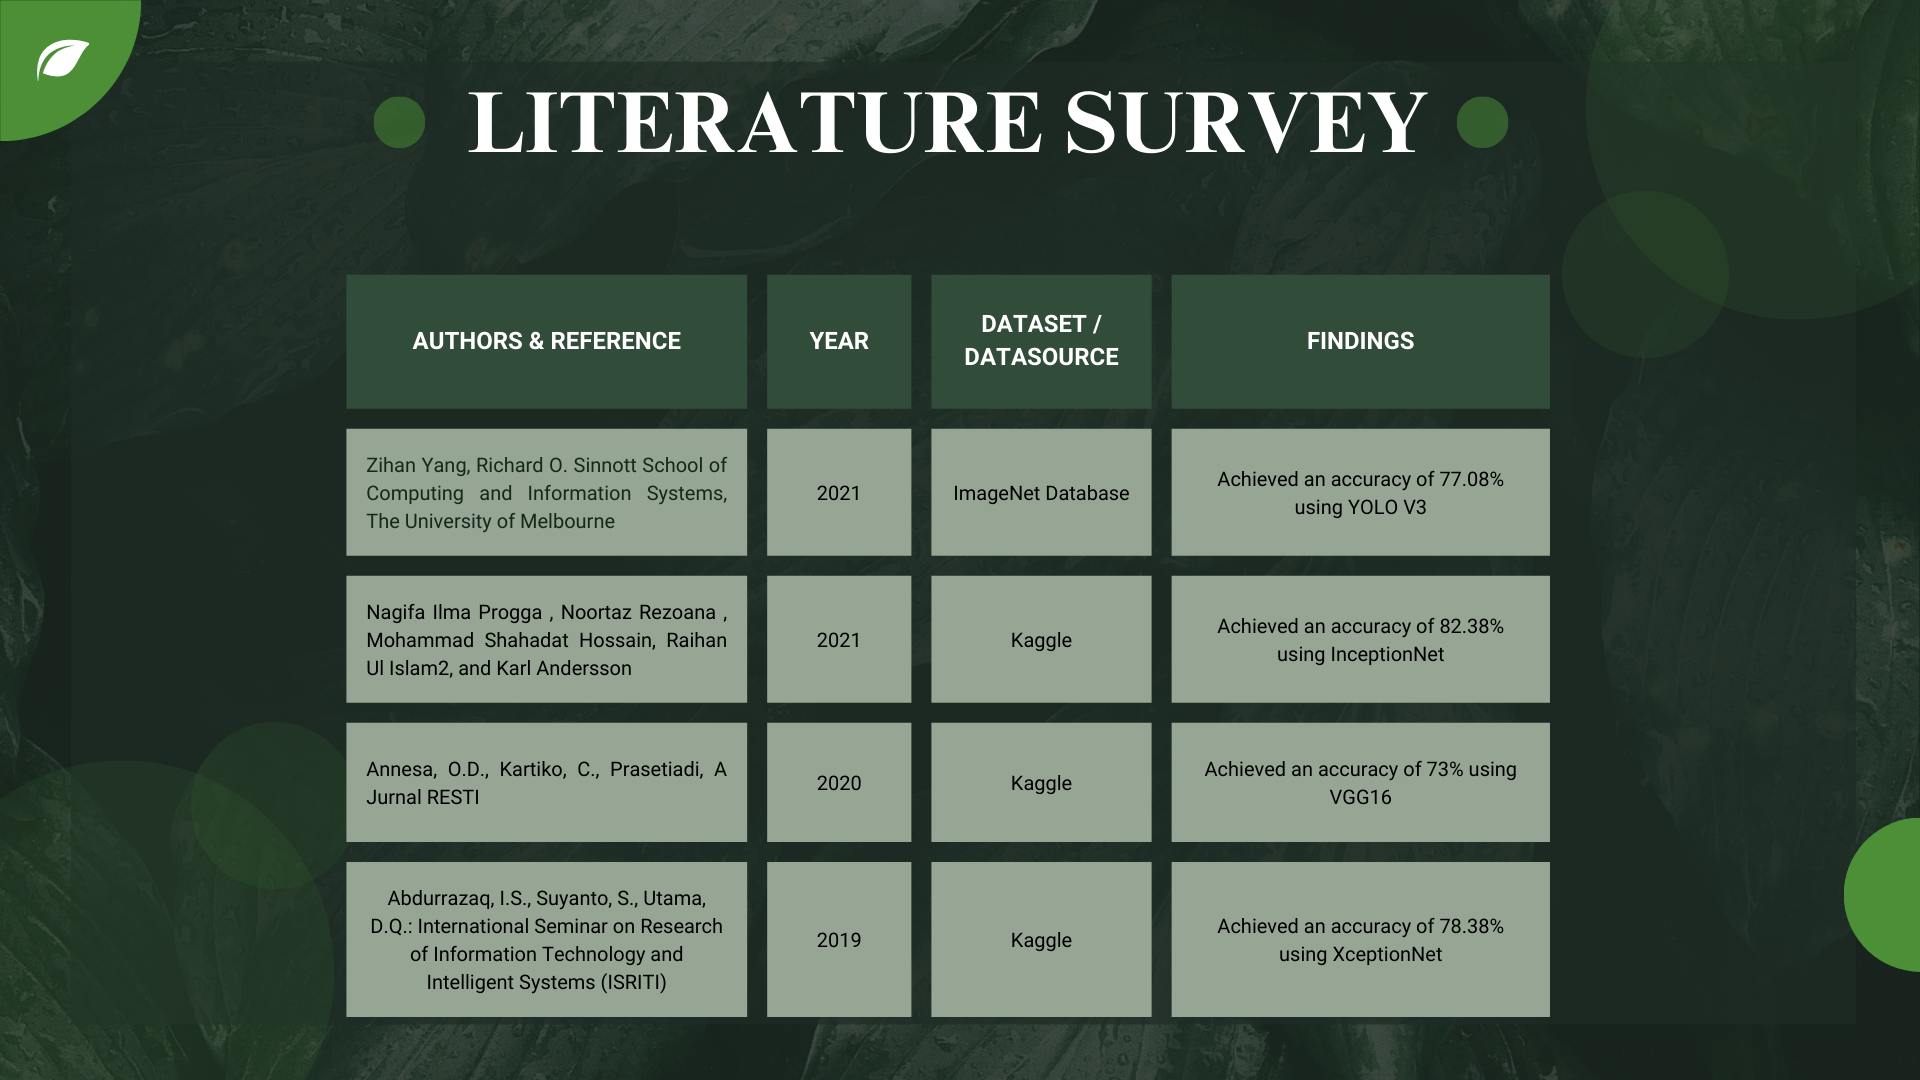 LITERATURE SURVEY
AUTHORS & REFERENCE
YEAR
DATASET /
DATASOURCE
FINDINGS
Zihan Yang, Richard O. Sinnott School of
Computing and Information Systems,
The University of Melbourne
2021
ImageNet Database
Achieved an accuracy of 77.08%
using YOLO V3
Nagifa Ilma Progga , Noortaz Rezoana ,
Mohammad Shahadat Hossain, Raihan
Ul Islam2, and Karl Andersson
2021
Kaggle
Achieved an accuracy of 82.38%
using InceptionNet
Annesa, O.D., Kartiko, C., Prasetiadi, A
Jurnal RESTI
2020
Kaggle
Achieved an accuracy of 73% using
VGG16
Abdurrazaq, I.S., Suyanto, S., Utama,
D.Q.: International Seminar on Research
of Information Technology and
Intelligent Systems (ISRITI)
2019
Kaggle
Achieved an accuracy of 78.38%
using XceptionNet